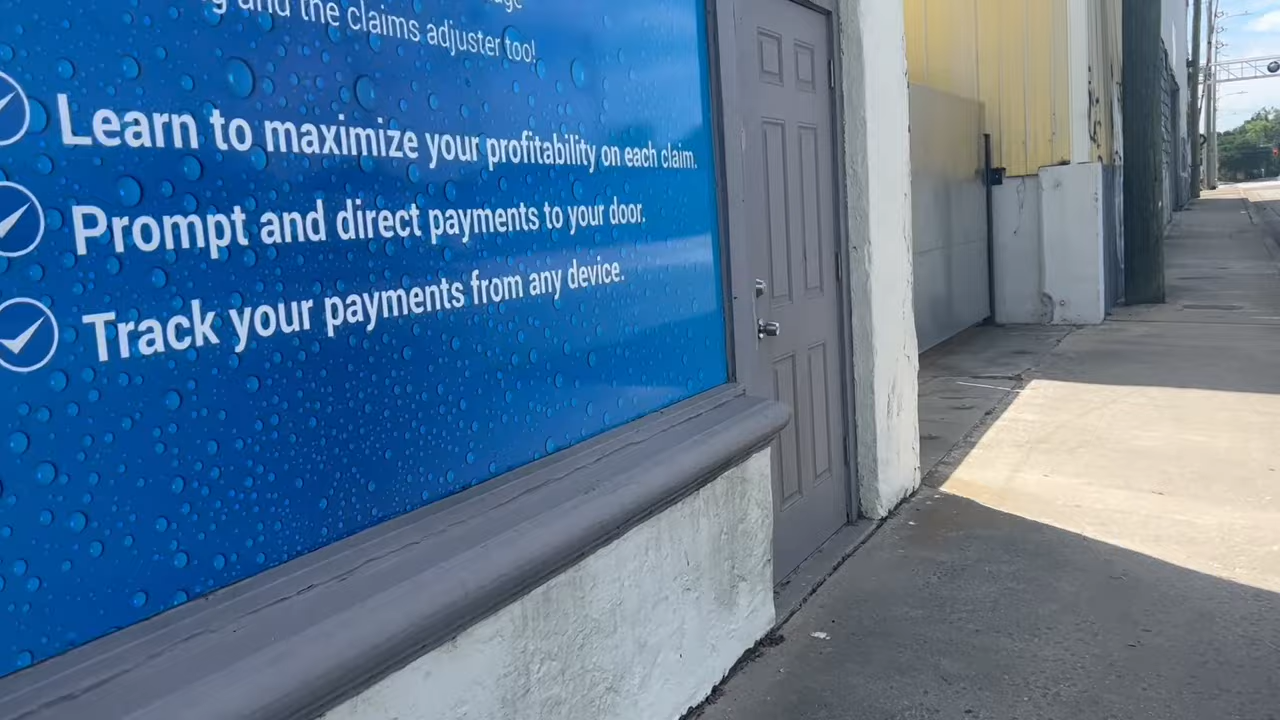 and the claims adjuster too!
Learn to maximize your profitability on each claim.
Prompt and direct payments to your door.
Track your payments from any device.